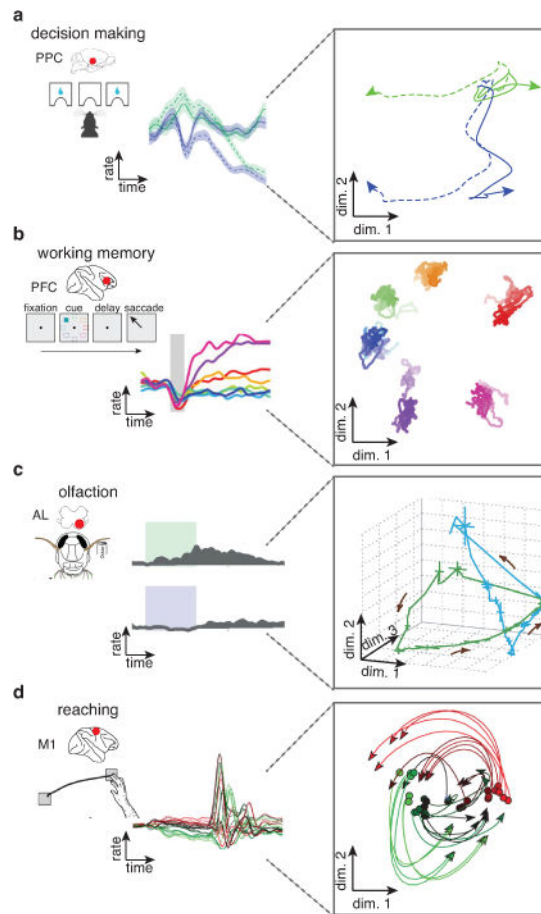 a
decision making
PPC
rate
time
dim. 2
dim. 1
b
working memory
PFC
fixation cue delay saccade
rate
time
dim. 2
dim. 1
c
olfaction
AL
rate
time
dim. 2
dim. 3
dim. 1
d
reaching
M1
rate
time
dim. 2
dim. 1